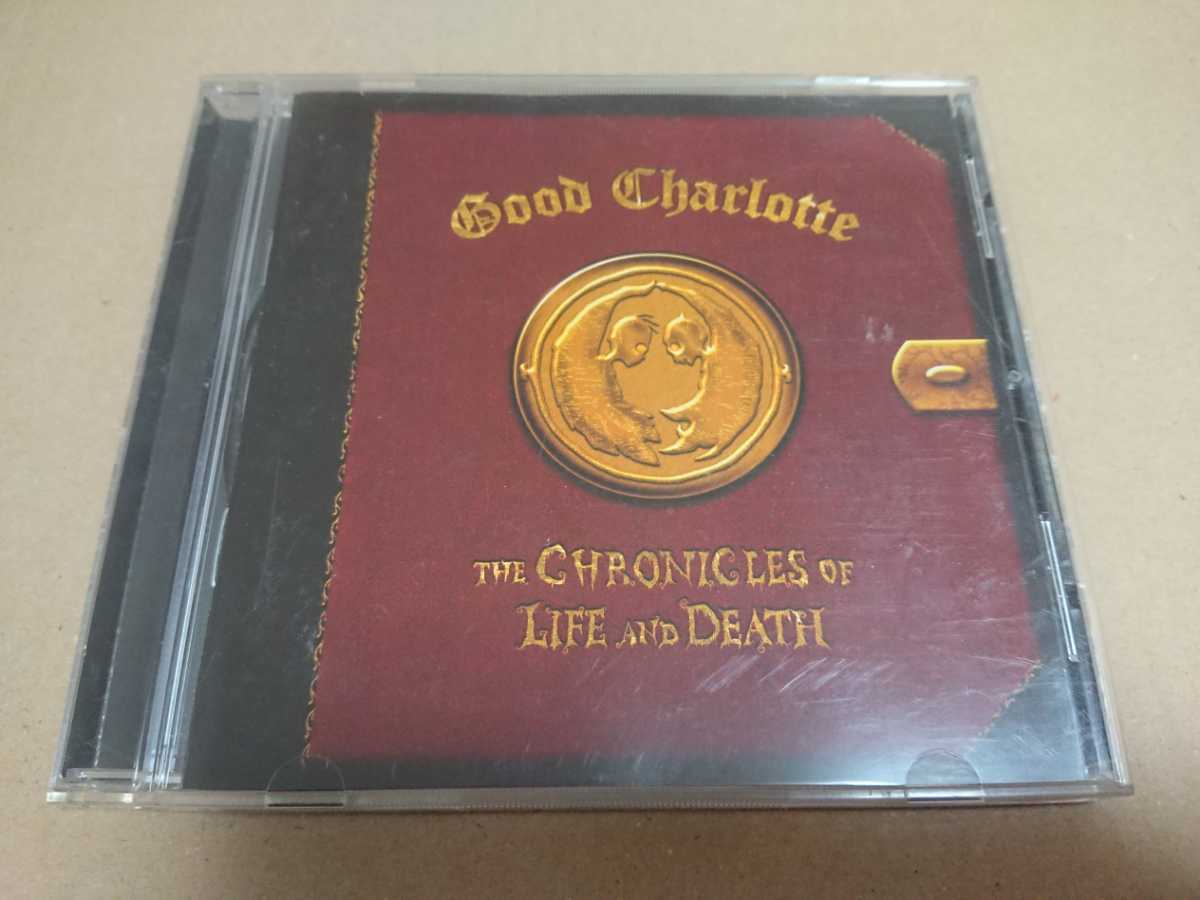 Good Charlotte
THE CHRONICLES OF
LIFE AND DEATH